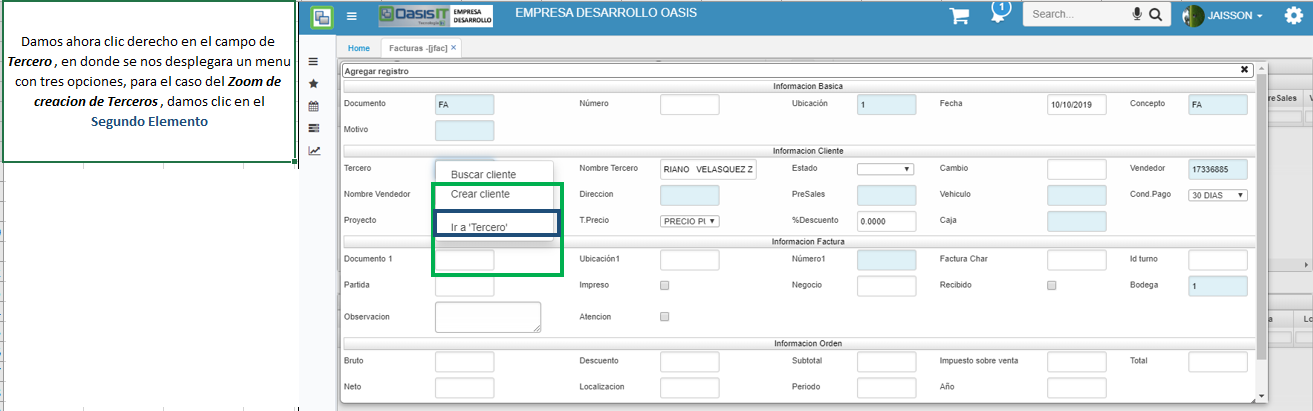 Damos ahora clic derecho en el campo de
Tercero , en donde se nos desplegara un menu
con tres opciones, para el caso del Zoom de
creacion de Terceros , damos clic en el
Segundo Elemento
OasisIT
Tecnología
EMPRESA
DESARROLLO
EMPRESA DESARROLLO OASIS
1
Search...
JAISSON
Home
Facturas -[jfac] ×
Agregar registro
Informacion Basica
Documento FA Número Ubicación 1 Fecha 10/10/2019 Concepto FA
Motivo
Informacion Cliente
Tercero Nombre Tercero RIANO VELASQUEZ Z Estado Cambio Vendedor 17336885
Nombre Vendedor Direccion PreSales Vehiculo Cond.Pago 30 DIAS
Proyecto T.Precio PRECIO PU %Descuento 0.0000 Caja
Buscar cliente
Crear cliente
Ir a 'Tercero'
Informacion Factura
Documento 1 Ubicación1 Número1 Factura Char Id turno
Partida Impreso Negocio Recibido Bodega 1
Observacion Atencion
Informacion Orden
Bruto Descuento Subtotal Impuesto sobre venta Total
Neto Localizacion Periodo Año
reSales